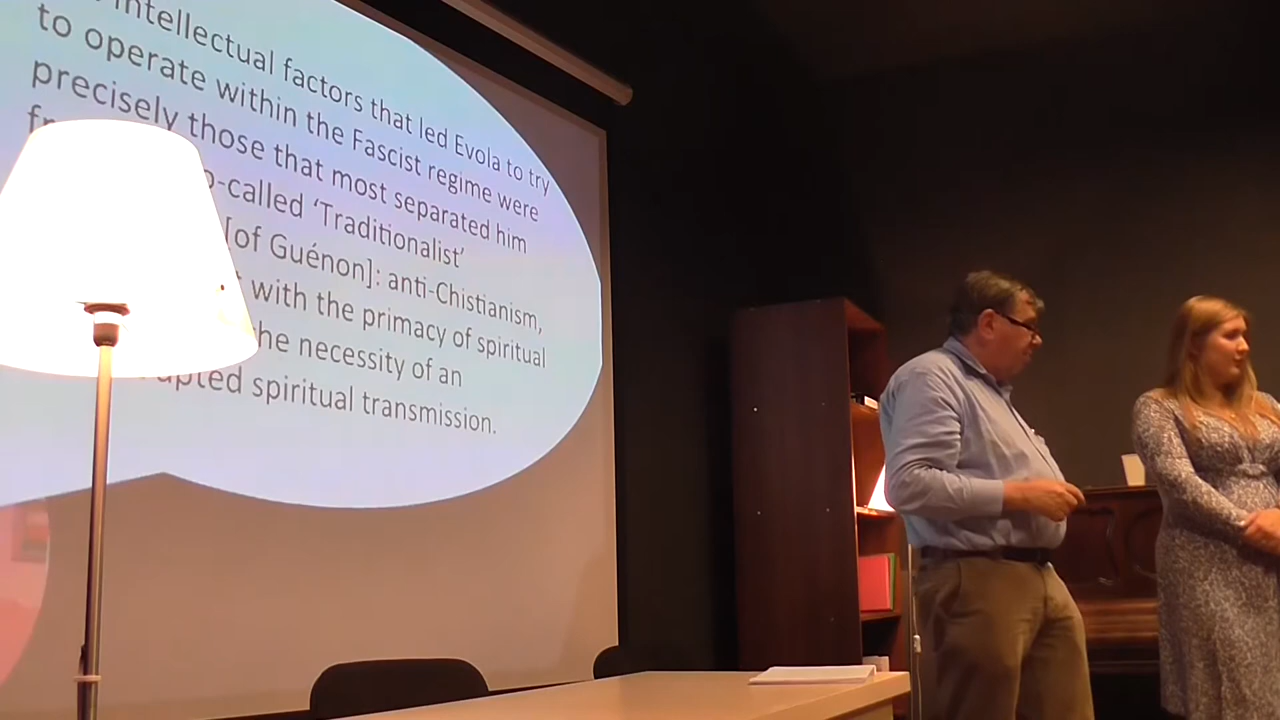 intellectual factors that led Evola to try
to operate within the Fascist regime were
precisely those that most separated him
-called ‘Traditionalist’
[of Guénon]: anti-Chistianism,
with the primacy of spiritual
the necessity of an
spiritual transmission.